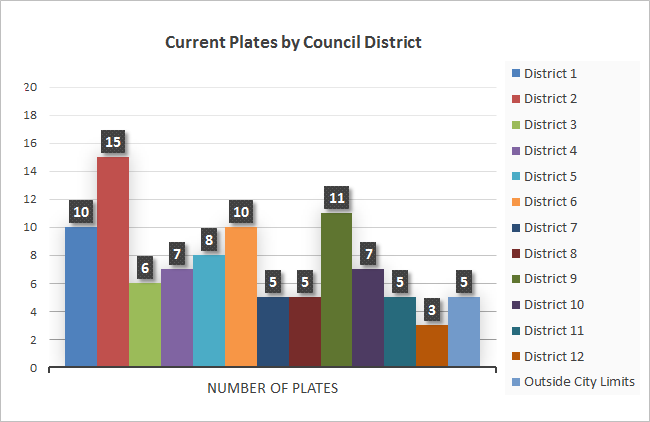 Current Plates by Council District
20
18
16
14
12
10
8
6
4
2
0
10
15
6
7
8
10
5
5
11
7
5
3
5
NUMBER OF PLATES
District 1
District 2
District 3
District 4
District 5
District 6
District 7
District 8
District 9
District 10
District 11
District 12
Outside City Limits